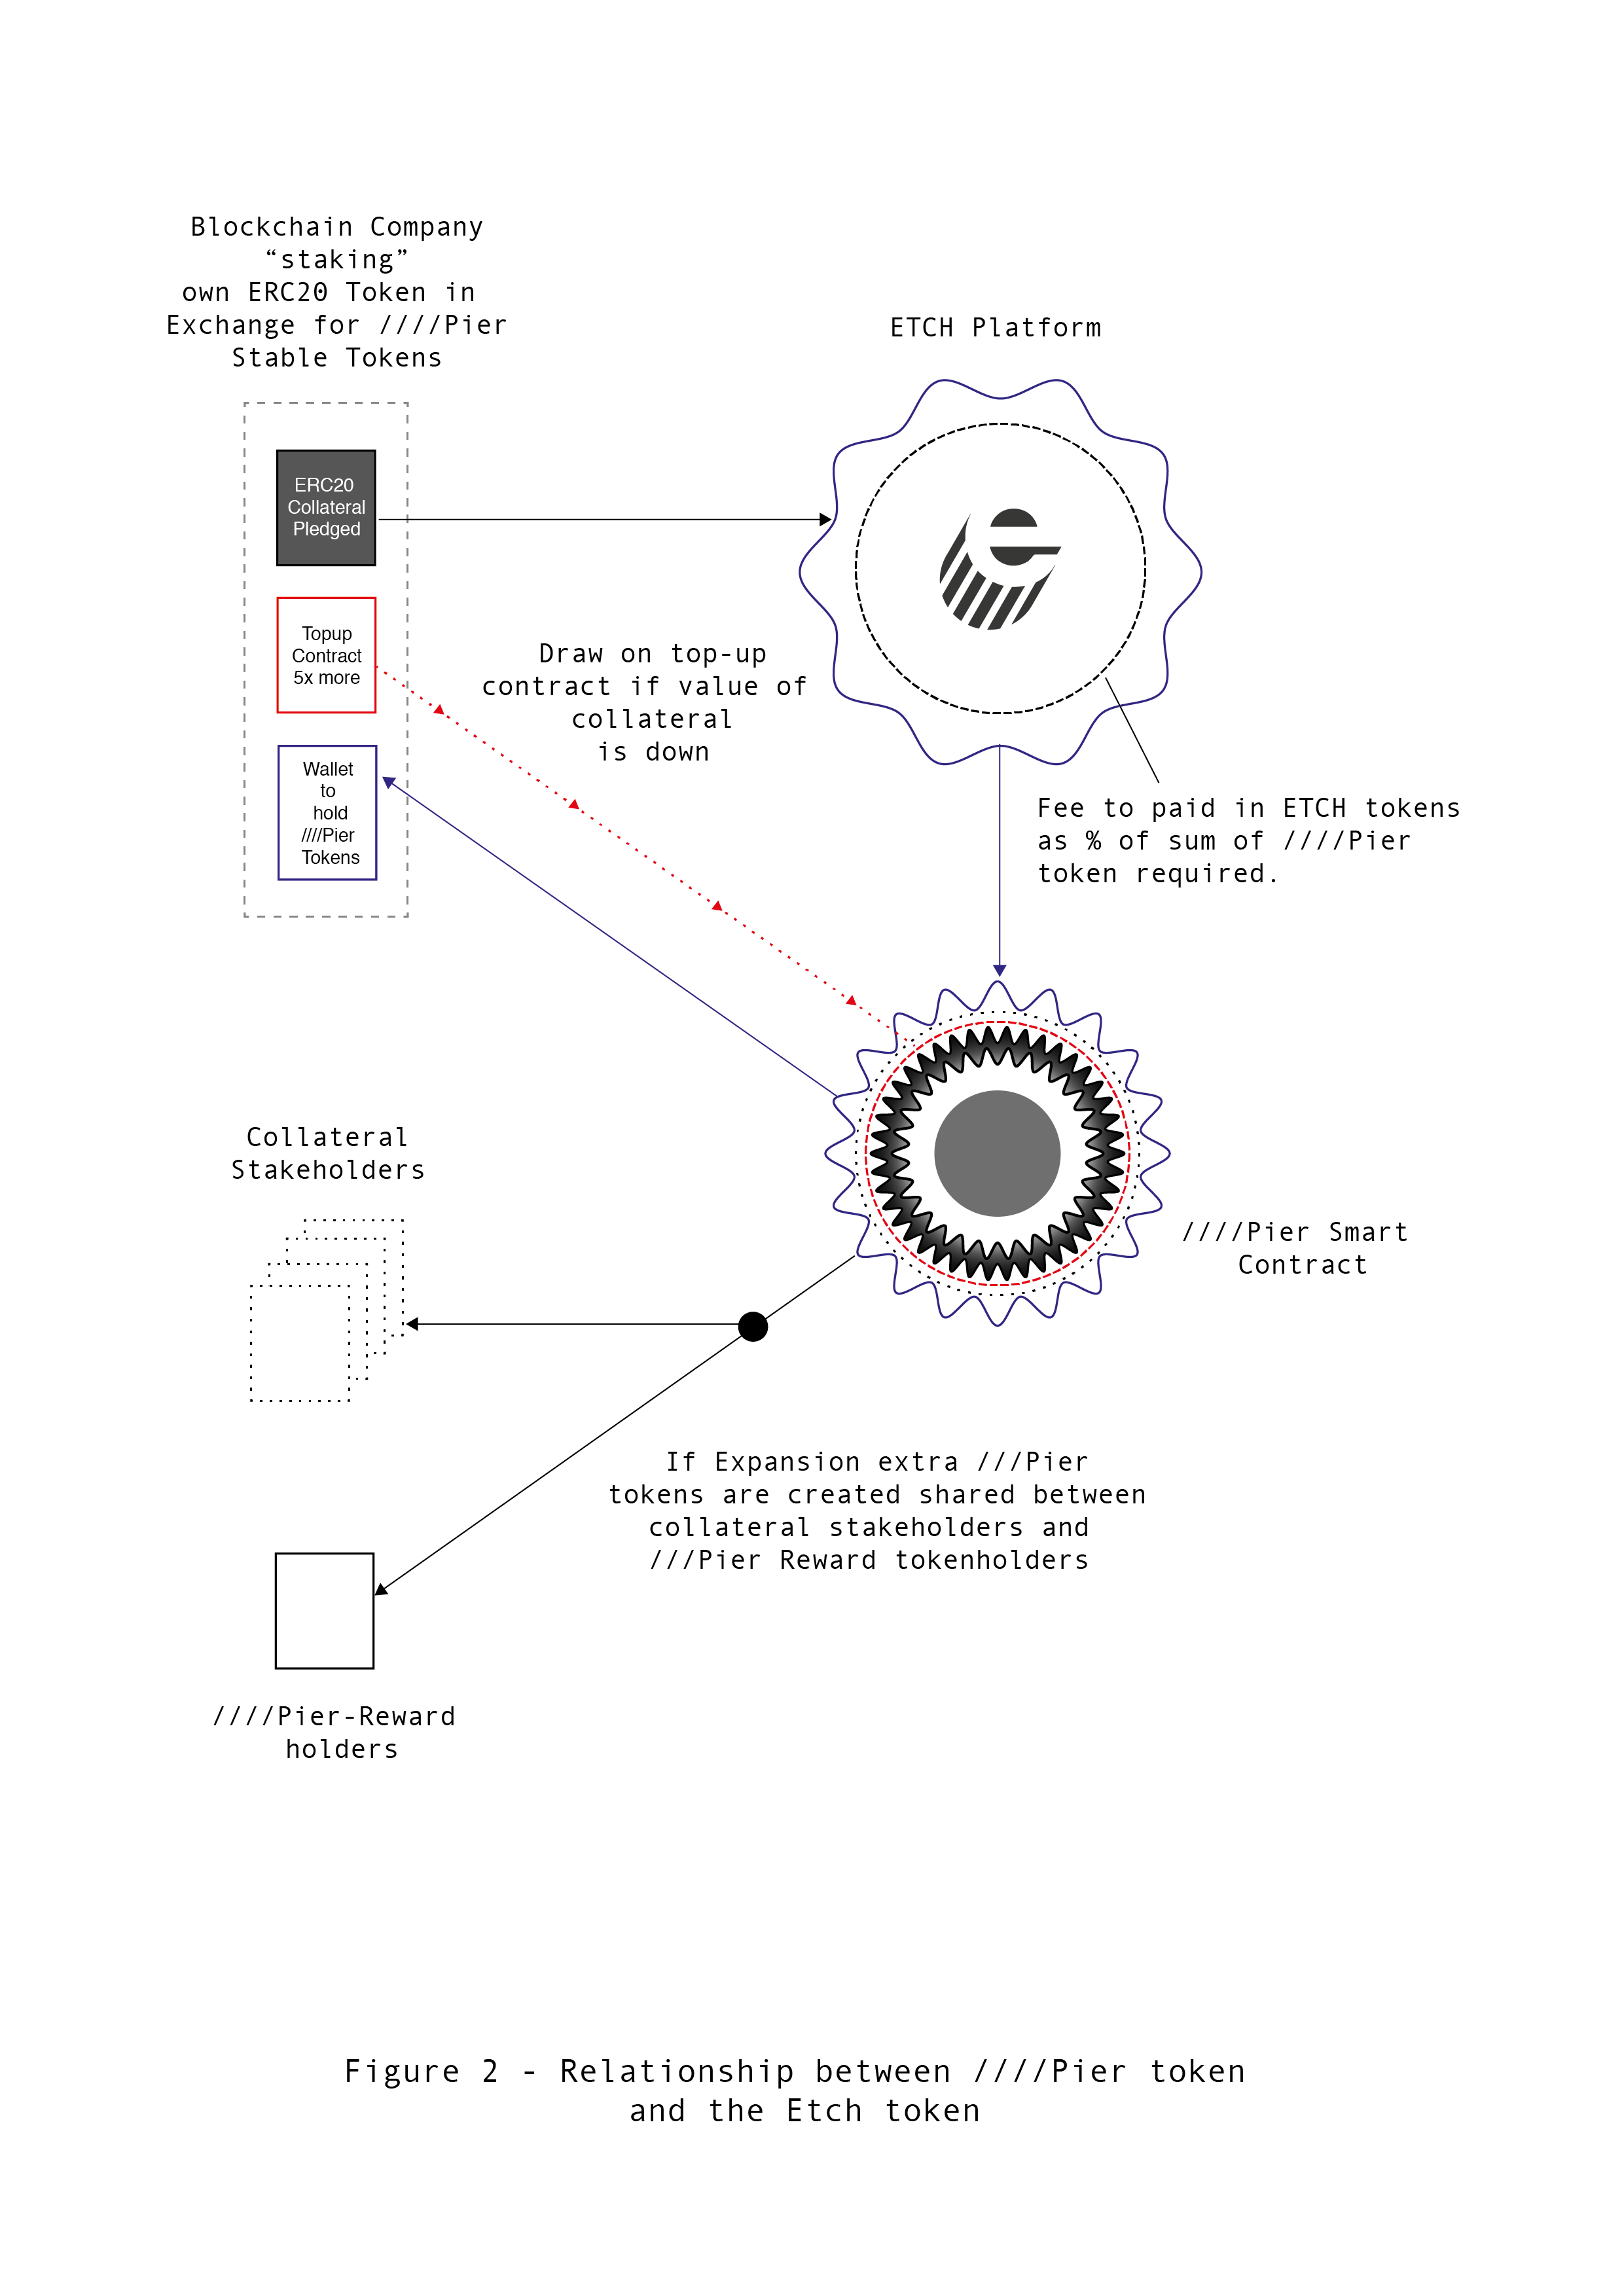 Blockchain Company
“staking”
own ERC20 Token in
Exchange for ////Pier
Stable Tokens
ETCH Platform
ERC20
Collateral
Pledged
Topup
Contract
5x more
Draw on top-up
contract if value of
collateral
is down
Wallet
to
hold
////Pier
Tokens
Fee to paid in ETCH tokens
as % of sum of ////Pier
token required.
Collateral
Stakeholders
////Pier Smart
Contract
If Expansion extra ///Pier
tokens are created shared between
collateral stakeholders and
///Pier Reward tokenholders
////Pier-Reward
holders
Figure 2 - Relationship between ////Pier token
and the Etch token